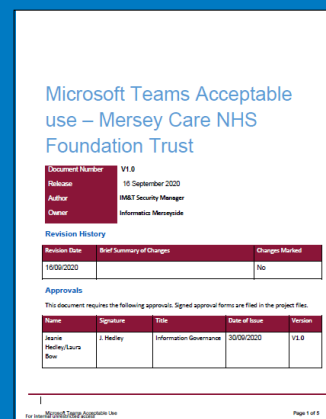 Microsoft Teams Acceptable
use – Mersey Care NHS
Foundation Trust
Document Number V1.0
Release 16 September 2020
Author IM&T Security Manager
Owner Informatics Merseyside
Revision History
Revision Date Brief Summary of Changes Changes Marked
16/09/2020 No
Approvals
This document requires the following approvals. Signed approval forms are filed in the project files.
Name Signature Title Date of Issue Version
Jeanie J. Hedley Information Governance 30/09/2020 V1.0
Hedley/Laura
Bow
Microsoft Teams Acceptable Use Page 1 of 5
For Internal unrestricted access